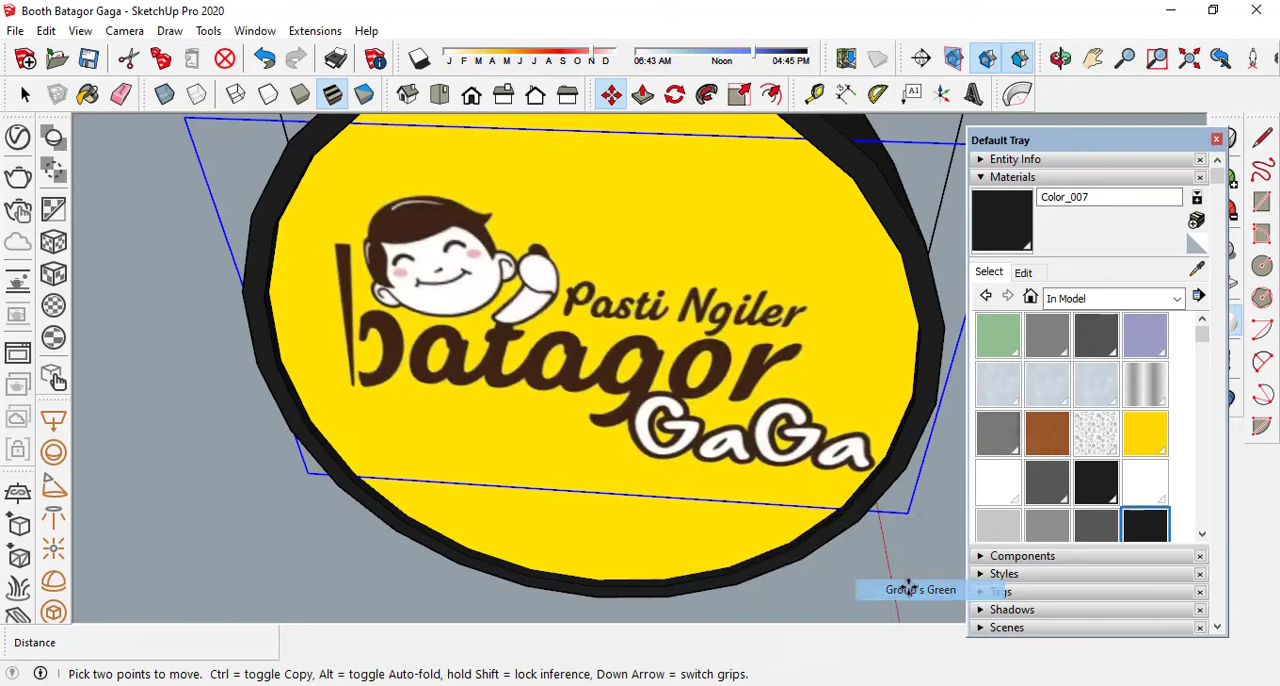 Booth Batagor Gaga - SketchUp Pro 2020
File Edit View Camera Draw Tools Window Extensions Help
J F M A M J J A S O N D
06:43 AM Noon 04:45 PM
A1
Default Tray
Entity Info
Materials
Color_007
Select Edit
In Model
Pasti Ngiler
batagor
GaGa
Components
Styles
Tags
Shadows
Scenes
Group's Green
Distance
Pick two points to move. Ctrl = toggle Copy, Alt = toggle Auto-fold, hold Shift = lock inference, Down Arrow = switch grips.